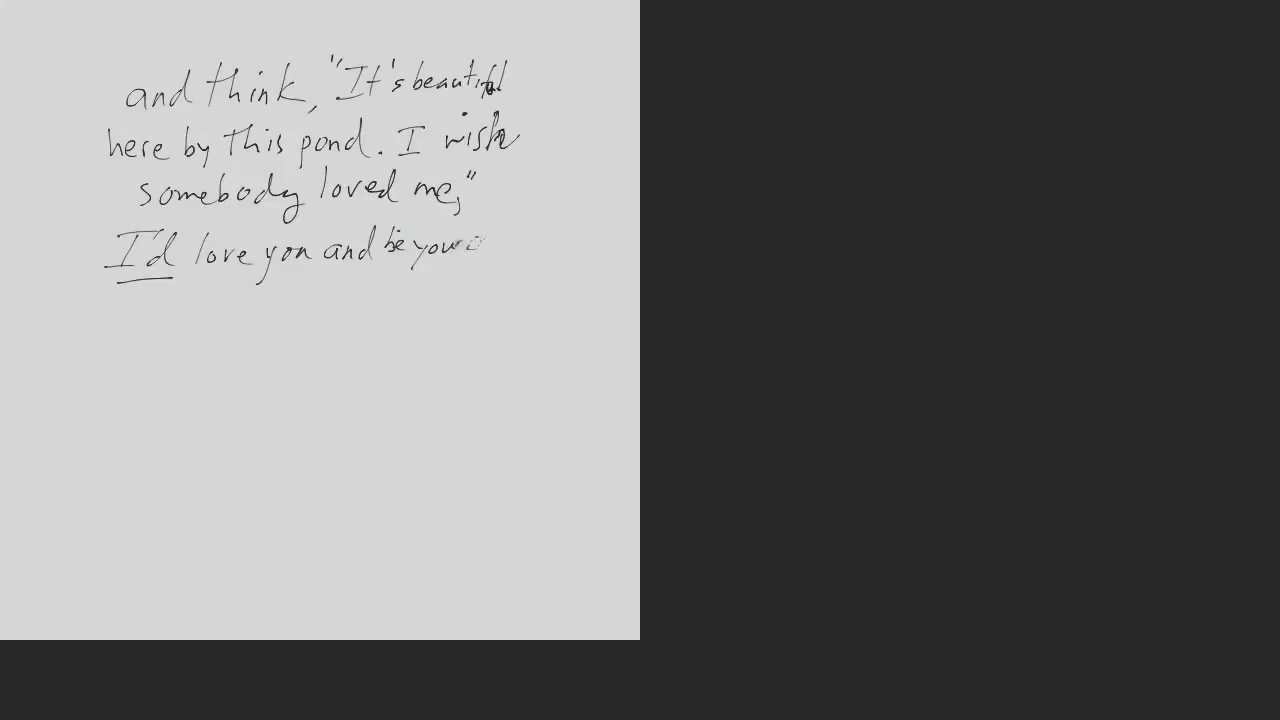 and think, "It's beautiful
here by this pond. I wish
somebody loved me,"
I'd love you and be your